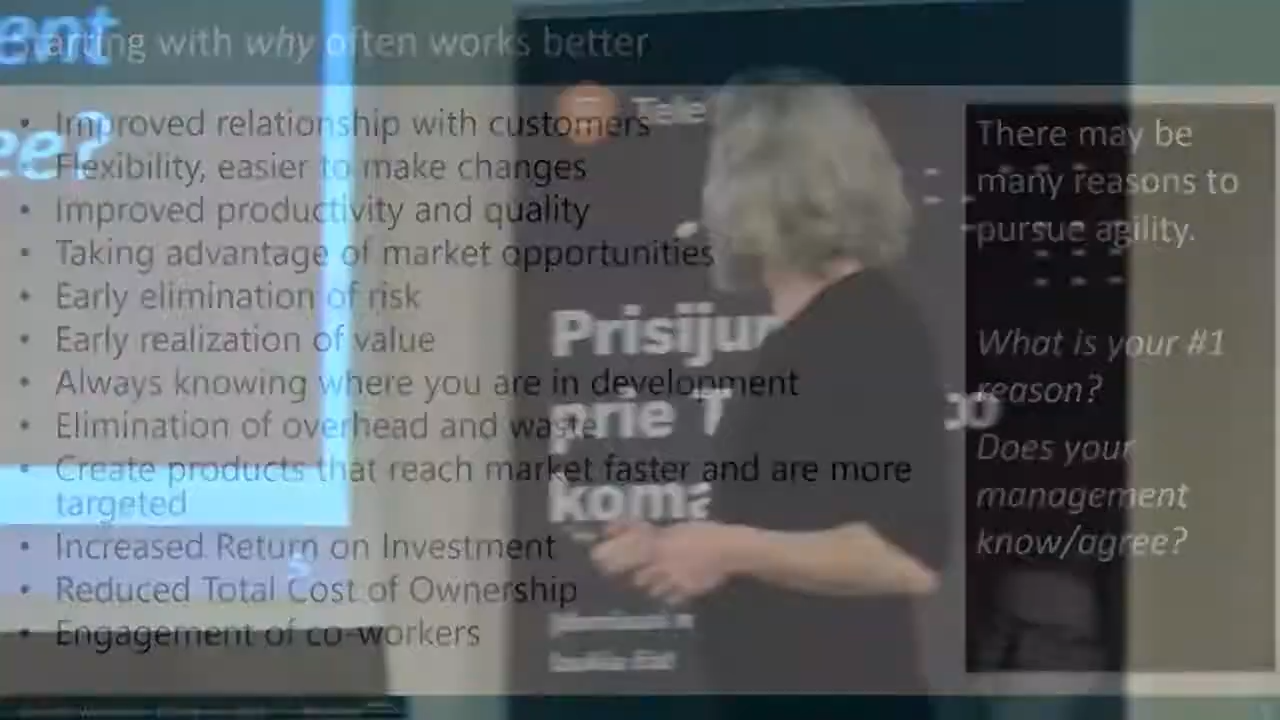 Starting with why often works better
• Improved relationship with customers
• Flexibility, easier to make changes
• Improved productivity and quality
• Taking advantage of market opportunities
• Early elimination of risk
• Early realization of value
• Always knowing where you are in development
• Elimination of overhead and waste
• Create products that reach market faster and are more
targeted
• Increased Return on Investment
• Reduced Total Cost of Ownership
• Engagement of co-workers
There may be
many reasons to
pursue agility.
What is your #1
reason?
Does your
management
know/agree?
ent
ee?
Tele
Prisijun
prie T
koma